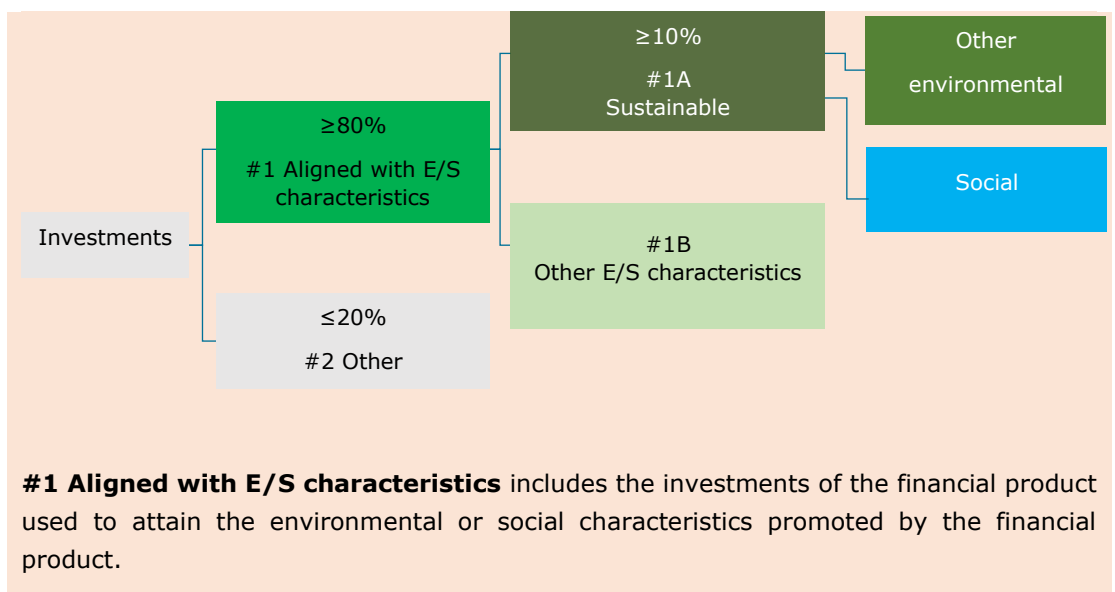 Investments
≥80%
#1 Aligned with E/S
characteristics
≤20%
#2 Other
≥10%
#1A
Sustainable
#1B
Other E/S characteristics
Other
environmental
Social
#1 Aligned with E/S characteristics includes the investments of the financial product
used to attain the environmental or social characteristics promoted by the financial
product.